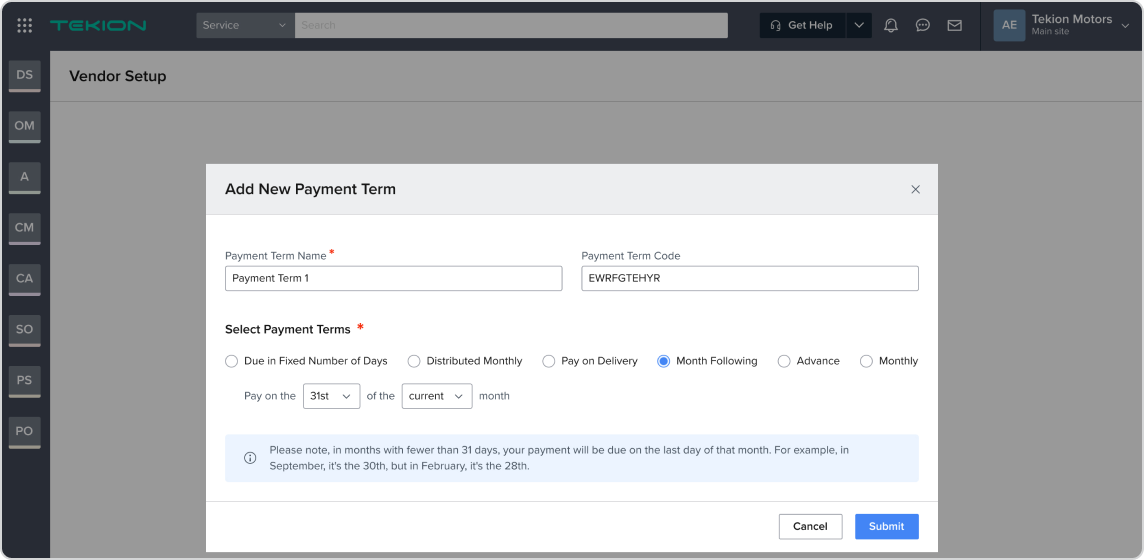 TEKION
Service
Search
Get Help
AE
Tekion Motors
Main site
DS
Vendor Setup
OM
A
CM
CA
SO
PS
PO
Add New Payment Term
Payment Term Name *
Payment Term Code
Payment Term 1
EWRFGTEHYR
Select Payment Terms *
Due in Fixed Number of Days
Distributed Monthly
Pay on Delivery
Month Following
Advance
Monthly
Pay on the 31st of the current month
Please note, in months with fewer than 31 days, your payment will be due on the last day of that month. For example, in
September, it's the 30th, but in February, it's the 28th.
Cancel
Submit